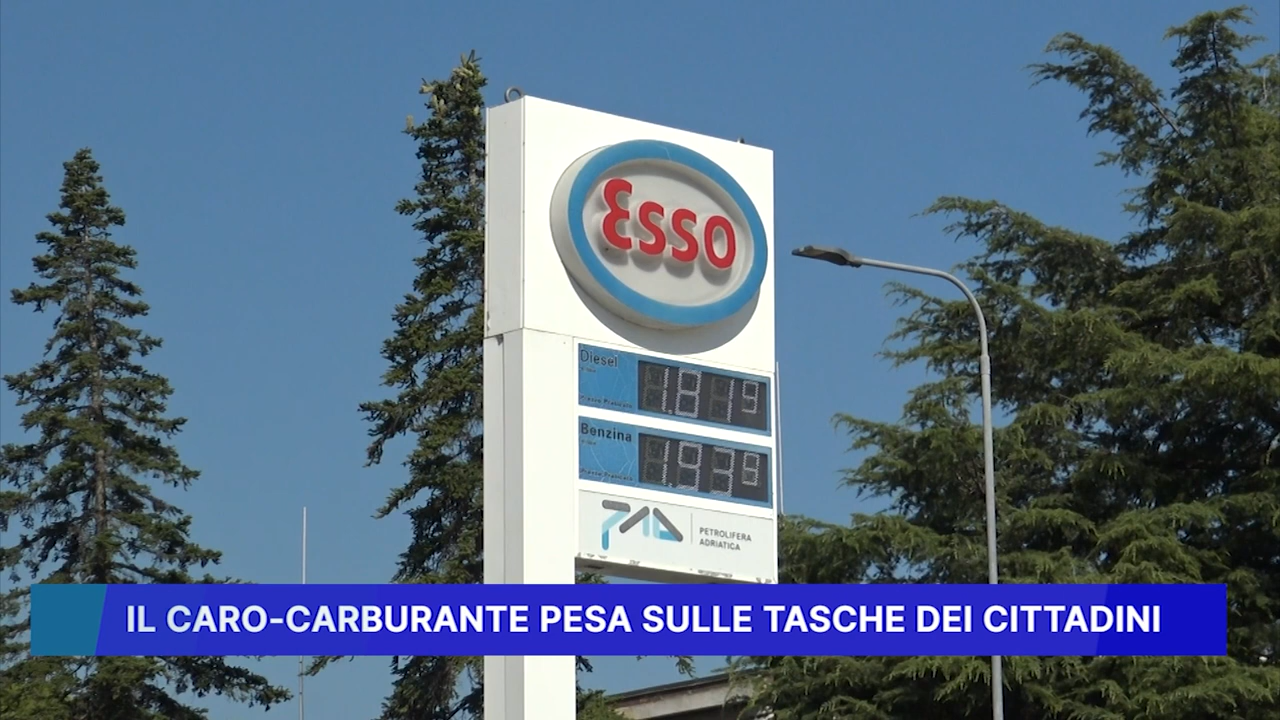 Esso
Diesel
1.819
Benzina
1.939
PETROLIFERA
ADRIATICA
IL CARO-CARBURANTE PESA SULLE TASCHE DEI CITTADINI